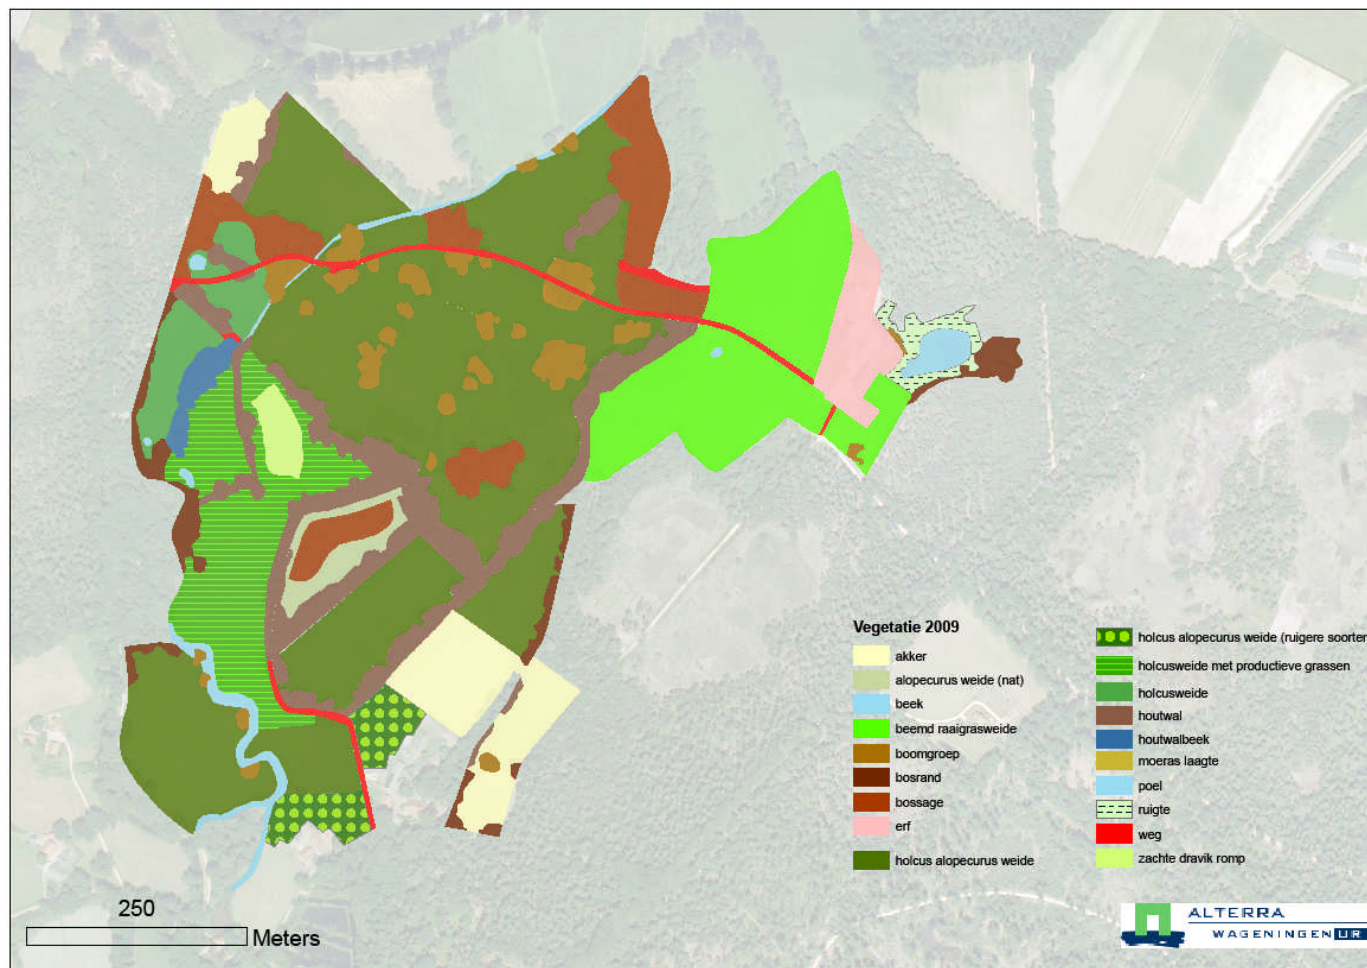 Vegetatie 2009
akker
alopecurus weide (nat)
beek
beemd raaigrasweide
boomgroep
bosrand
bossage
erf
holcus alopecurus weide
holcus alopecurus weide (ruigere soorter
holcusweide met productieve grassen
holcusweide
houtwal
houtwalbeek
moeras laagte
poel
ruigte
weg
zachte dravik romp
250
Meters
ALTERRA
WAGENINGEN UR